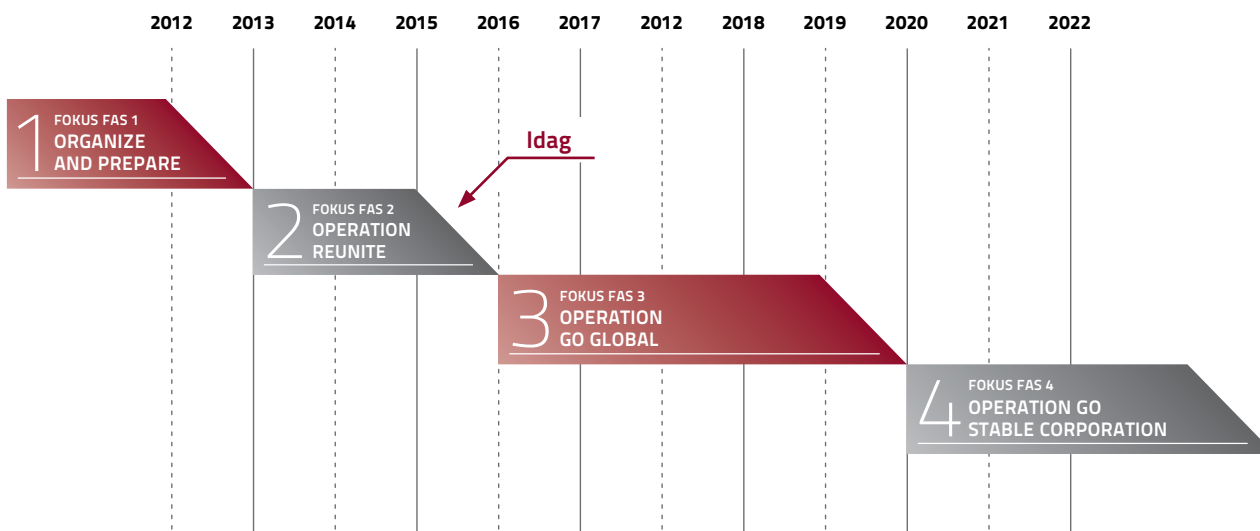 2012 2013 2014 2015 2016 2017 2012 2018 2019 2020 2021 2022
Idag
1 FOKUS FAS 1
ORGANIZE
AND PREPARE
2 FOKUS FAS 2
OPERATION
REUNITE
3 FOKUS FAS 3
OPERATION
GO GLOBAL
4 FOKUS FAS 4
OPERATION GO
STABLE CORPORATION